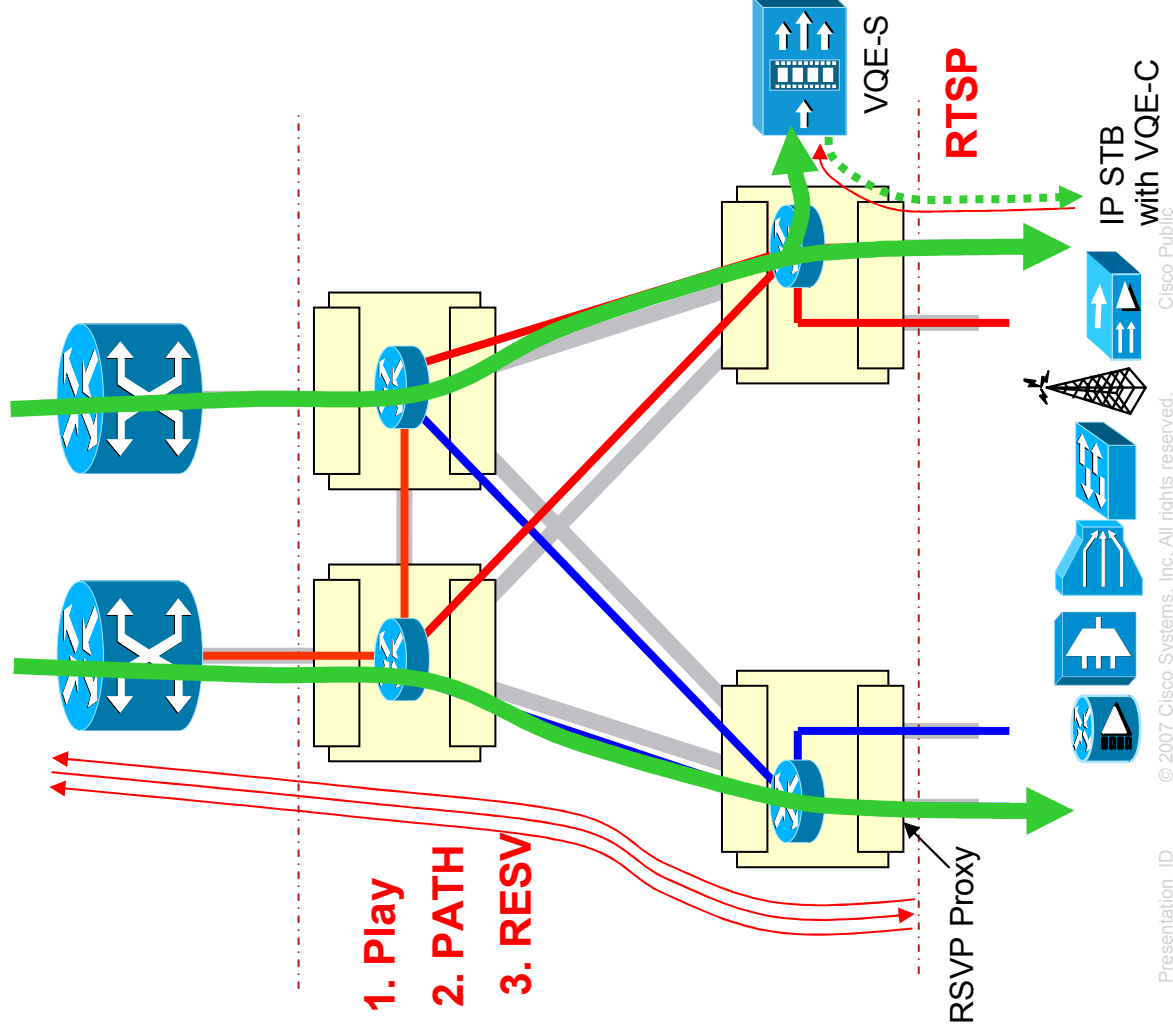 VQE-S
RTSP
IP STB
with VQE-C
1. Play
2. PATH
3. RESV
RSVP Proxy
Presentation_ID
© 2007 Cisco Systems, Inc. All rights reserved.
Cisco Public